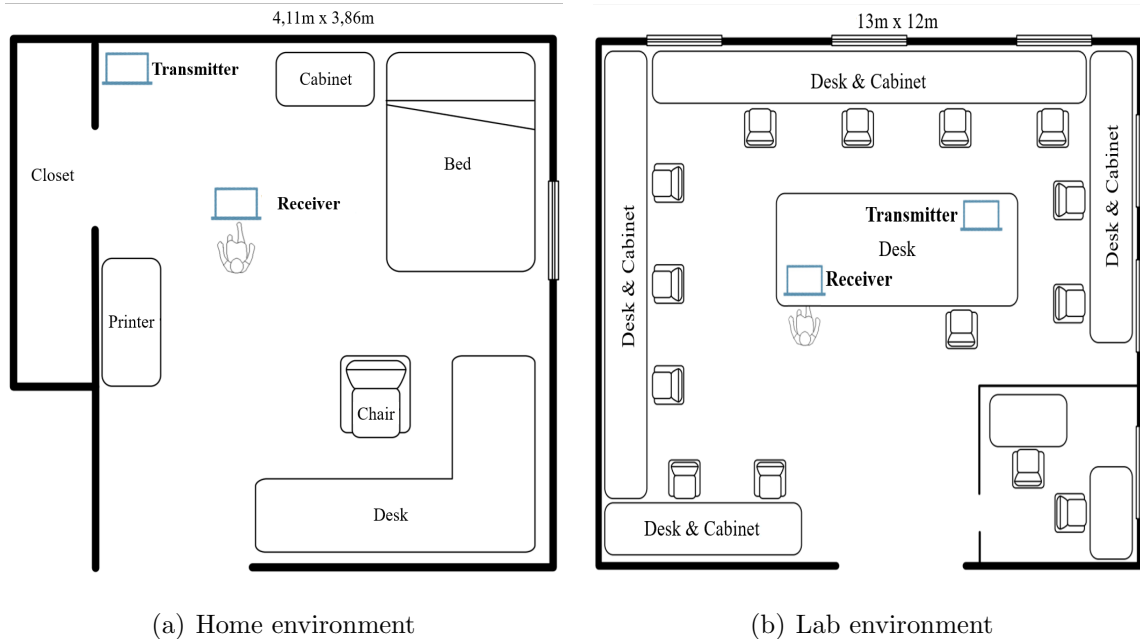 4,11m x 3,86m
Transmitter
Cabinet
Bed
Closet
Receiver
Printer
Chair
Desk
(a) Home environment
13m x 12m
Desk & Cabinet
Desk & Cabinet
Desk & Cabinet
Transmitter
Desk
Receiver
Desk & Cabinet
(b) Lab environment